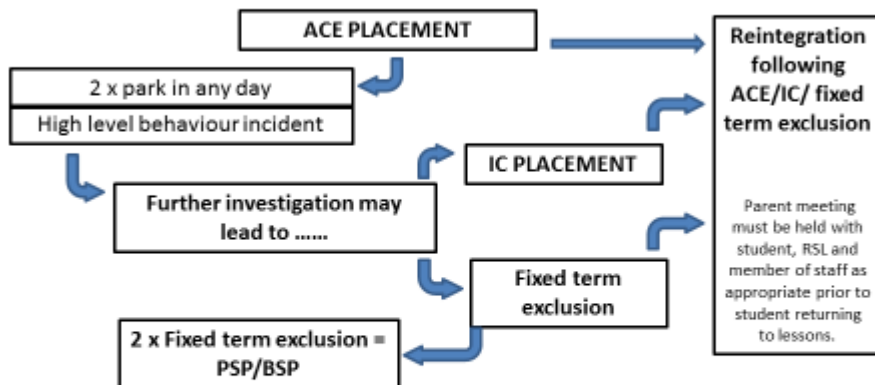 ACE PLACEMENT
2 x park in any day
High level behaviour incident
Further investigation may
lead to ……
IC PLACEMENT
Fixed term
exclusion
2 x Fixed term exclusion =
PSP/BSP
Reintegration
following
ACE/IC/ fixed
term exclusion
Parent meeting
must be held with
student, RSL and
member of staff as
appropriate prior to
student returning
to lessons.